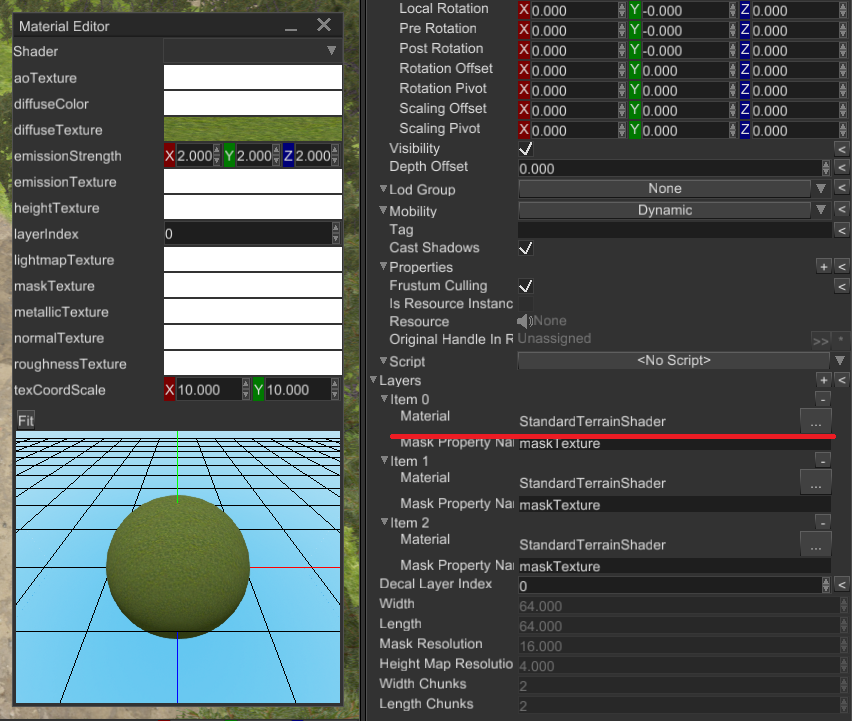 Material Editor
Shader
aoTexture
diffuseColor
diffuseTexture
emissionStrength X 2.000 Y 2.000 Z 2.000
emissionTexture
heightTexture
layerIndex 0
lightmapTexture
maskTexture
metallicTexture
normalTexture
roughnessTexture
texCoordScale X 10.000 Y 10.000
Fit
Local Rotation X 0.000 Y -0.000 Z 0.000
Pre Rotation X 0.000 Y -0.000 Z 0.000
Post Rotation X 0.000 Y -0.000 Z 0.000
Rotation Offset X 0.000 Y 0.000 Z 0.000
Rotation Pivot X 0.000 Y 0.000 Z 0.000
Scaling Offset X 0.000 Y 0.000 Z 0.000
Scaling Pivot X 0.000 Y 0.000 Z 0.000
Visibility <
Depth Offset 0.000 <
Lod Group None <
Mobility Dynamic <
Tag <
Cast Shadows
Properties + <
Frustum Culling <
Is Resource Instanc
Resource None
Original Handle In R Unassigned >> *
Script <No Script>
Layers + <
Item 0 -
Material StandardTerrainShader ...
Mask Property Nar maskTexture
Item 1 -
Material StandardTerrainShader ...
Mask Property Nar maskTexture
Item 2 -
Material StandardTerrainShader ...
Mask Property Nar maskTexture
Decal Layer Index 0 <
Width 64.000
Length 64.000
Mask Resolution 16.000
Height Map Resolutio 4.000
Width Chunks 2
Length Chunks 2